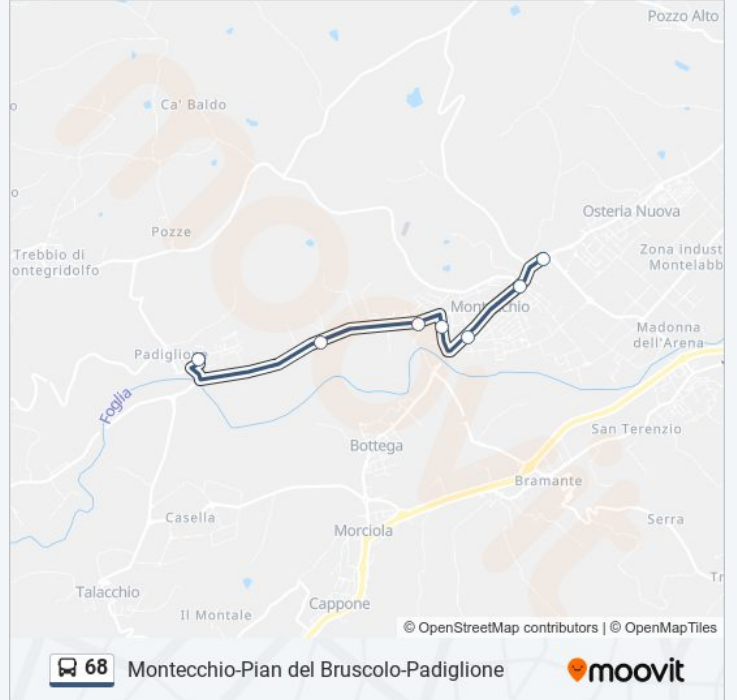 Pozzo Alto
Ca' Baldo
o
o
Osteria Nuova
Pozze
Trebbio di
ontegridolfo
Zona indust
Montelabb
Montecchio
Madonna
dell'Arena
Padiglione
Foglia
San Terenzio
Bottega
Bramante
Casella
Serra
Morciola
Talacchio
Tr
Cappone
Il Montale
© OpenStreetMap contributors | © OpenMapTiles
68 Montecchio-Pian del Bruscolo-Padiglione
moovit